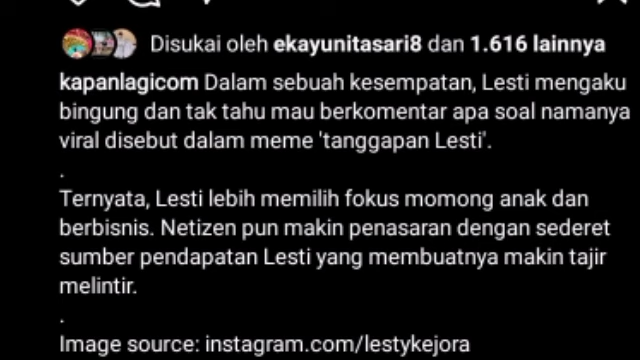 Disukai oleh ekayunitasari8 dan 1.616 lainnya
kapanlagicom Dalam sebuah kesempatan, Lesti mengaku
bingung dan tak tahu mau berkomentar apa soal namanya
viral disebut dalam meme 'tanggapan Lesti'.
.
Ternyata, Lesti lebih memilih fokus momong anak dan
berbisnis. Netizen pun makin penasaran dengan sederet
sumber pendapatan Lesti yang membuatnya makin tajir
melintir.
.
Image source: instagram.com/lestykejora